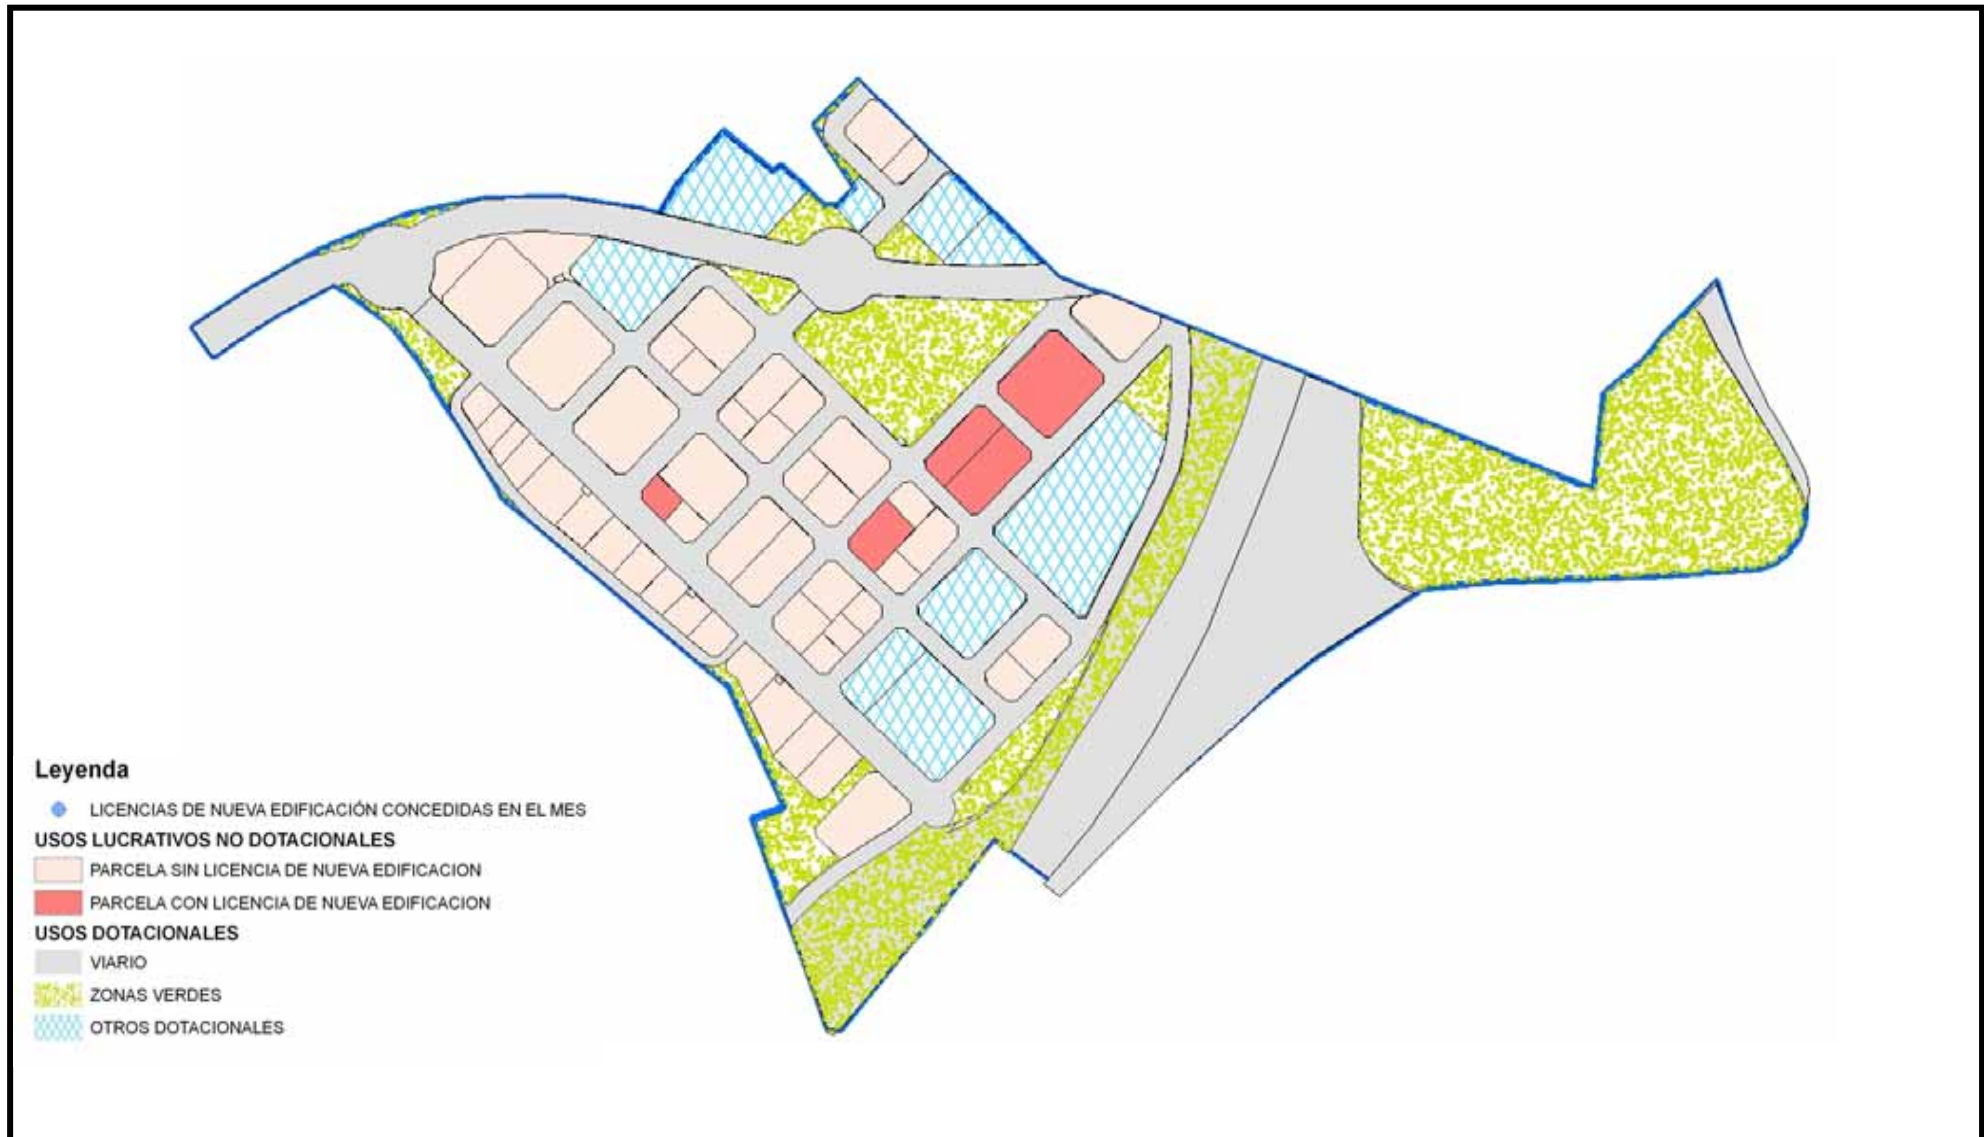 Leyenda
LICENCIAS DE NUEVA EDIFICACIÓN CONCEDIDAS EN EL MES
USOS LUCRATIVOS NO DOTACIONALES
PARCELA SIN LICENCIA DE NUEVA EDIFICACION
PARCELA CON LICENCIA DE NUEVA EDIFICACION
USOS DOTACIONALES
VIARIO
ZONAS VERDES
OTROS DOTACIONALES